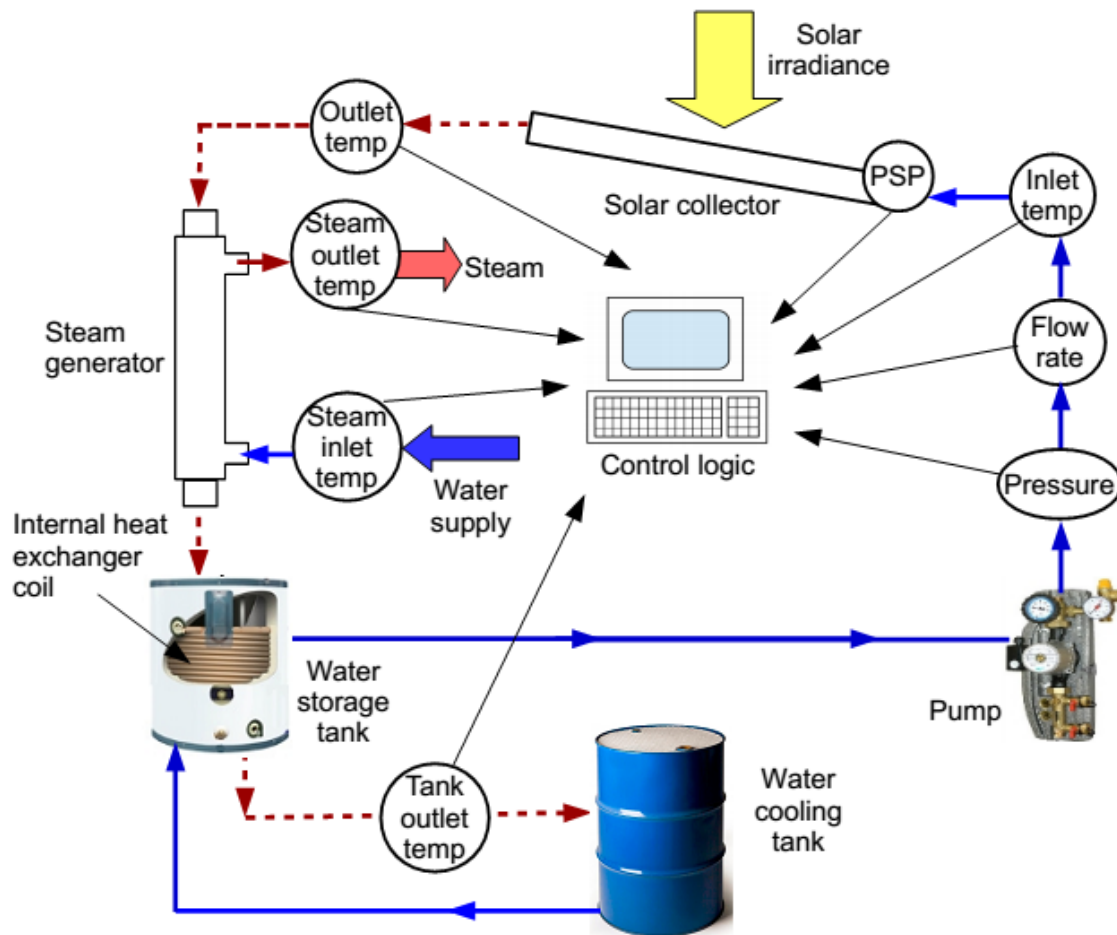 Solar
irradiance
Outlet
temp
PSP
Inlet
temp
Solar collector
Steam
outlet
temp
Steam
Steam
generator
Flow
rate
Steam
inlet
temp
Control logic
Water
supply
Pressure
Internal heat
exchanger
coil
Water
storage
tank
Pump
Tank
outlet
temp
Water
cooling
tank